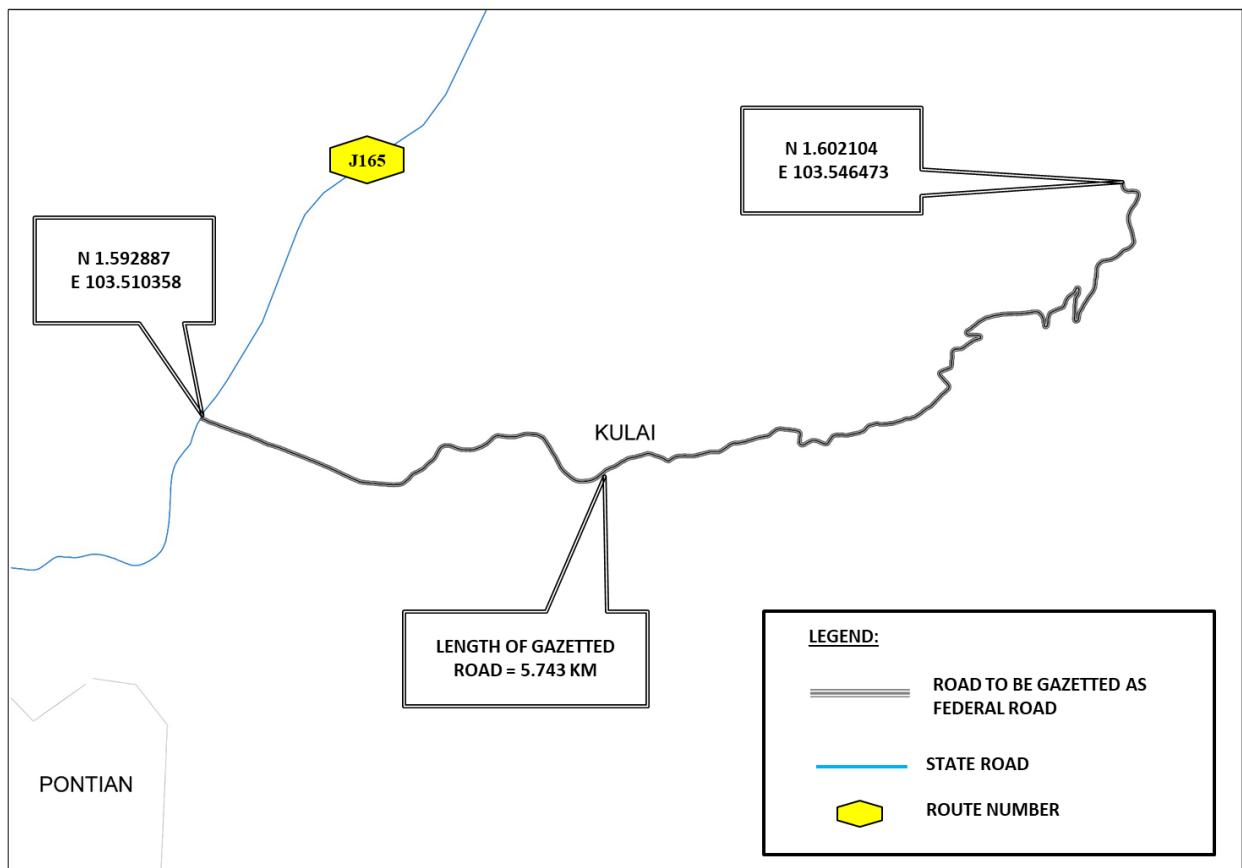 J165
N 1.602104
E 103.546473
N 1.592887
E 103.510358
KULAI
LENGTH OF GAZETTED
ROAD = 5.743 KM
PONTIAN
LEGEND:
ROAD TO BE GAZETTED AS
FEDERAL ROAD
STATE ROAD
ROUTE NUMBER